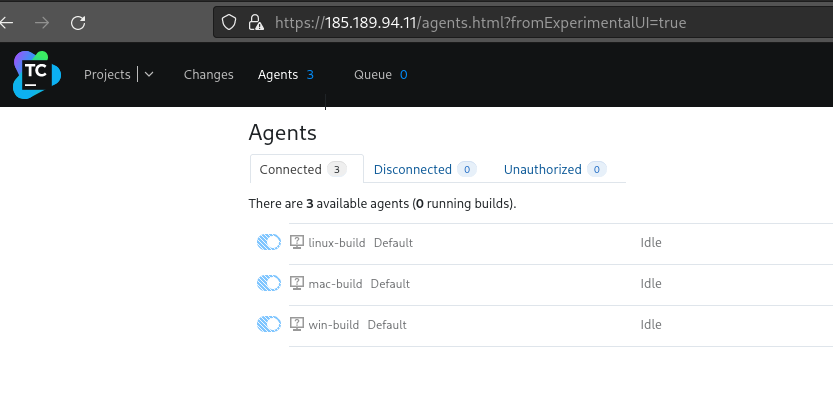 https://185.189.94.11/agents.html?fromExperimentalUI=true
TC Projects Changes Agents 3 Queue 0
Agents
Connected 3 Disconnected 0 Unauthorized 0
There are 3 available agents (0 running builds).
? linux-build Default Idle
? mac-build Default Idle
? win-build Default Idle